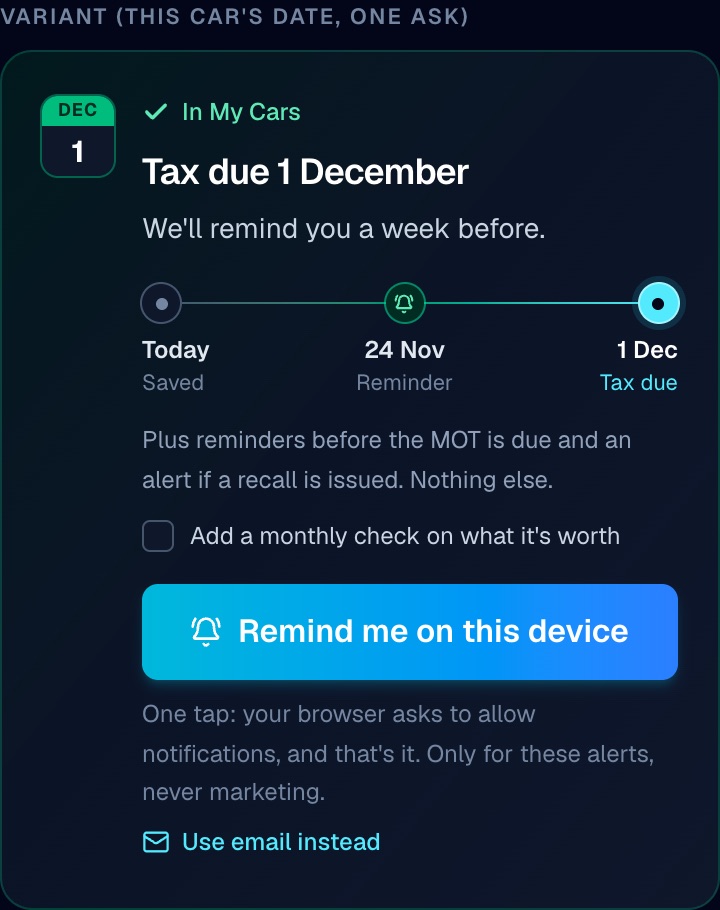 VARIANT (THIS CAR'S DATE, ONE ASK)
DEC
1
In My Cars
Tax due 1 December
We'll remind you a week before.
Today
Saved
24 Nov
Reminder
1 Dec
Tax due
Plus reminders before the MOT is due and an
alert if a recall is issued. Nothing else.
Add a monthly check on what it's worth
Remind me on this device
One tap: your browser asks to allow
notifications, and that's it. Only for these alerts,
never marketing.
Use email instead